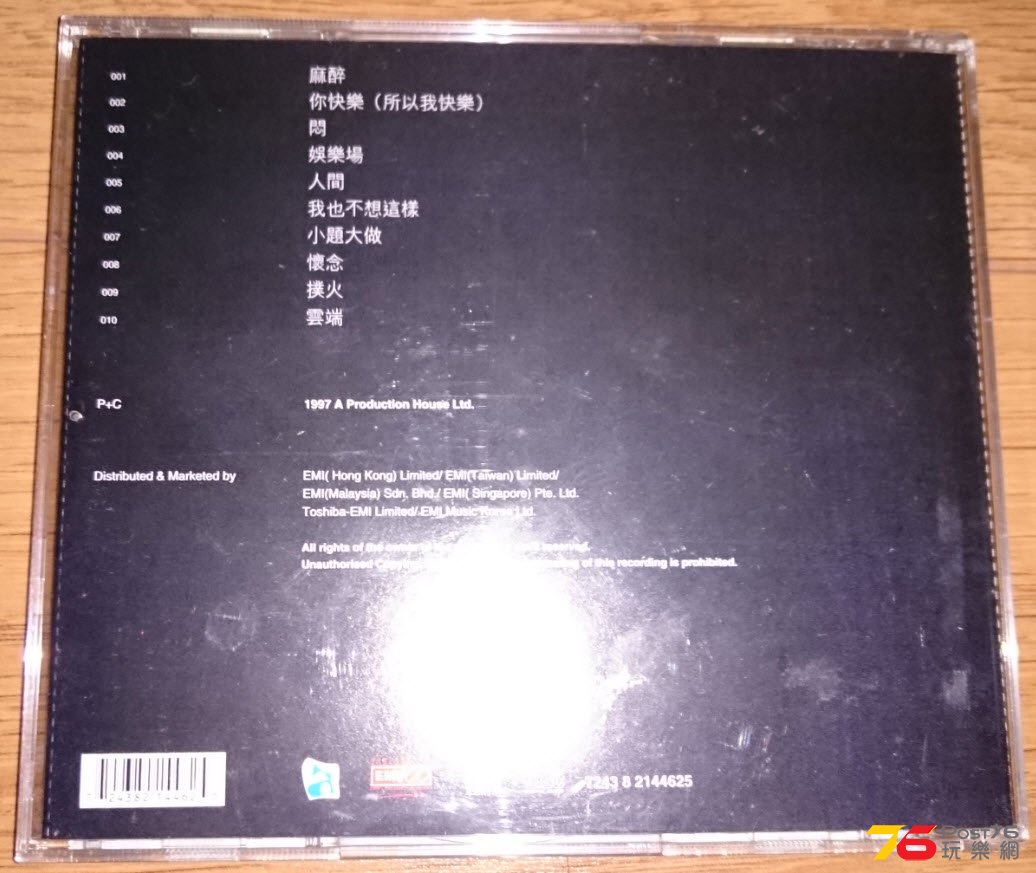 001 麻醉
002 你快樂（所以我快樂）
003 悶
004 娛樂場
005 人間
006 我也不想這樣
007 小題大做
008 懷念
009 撲火
010 雲端
P+C 1997 A Production House Ltd.
Distributed & Marketed by EMI( Hong Kong) Limited/ EMI(Taiwan) Limited/
EMI(Malaysia) Sdn. Bhd./ EMI( Singapore) Pte. Ltd.
Toshiba-EMI Limited/ EMI Music Korea Ltd.
All rights of the
Unauthorised of this recording is prohibited.
EMI
7243 8 2144625
76 Post76
玩樂網